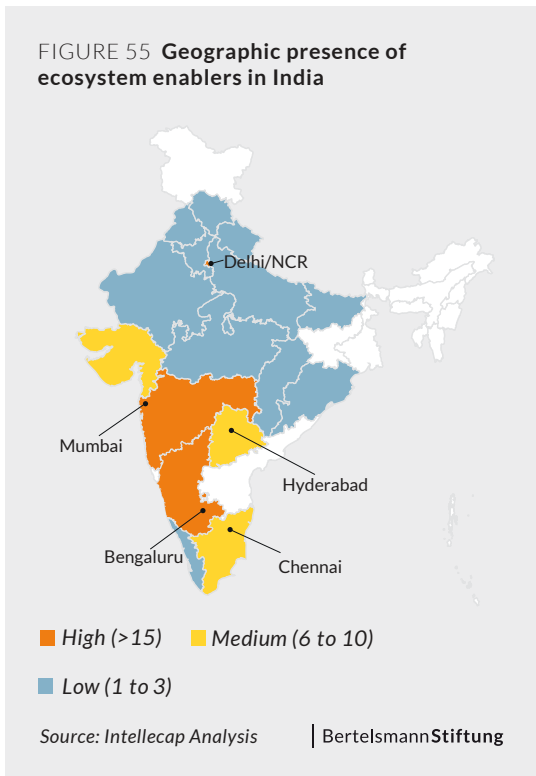 FIGURE 55 Geographic presence of
ecosystem enablers in India
Delhi/NCR
Mumbai
Hyderabad
Bengaluru
Chennai
High (>15)
Medium (6 to 10)
Low (1 to 3)
Source: Intellecap Analysis
BertelsmannStiftung